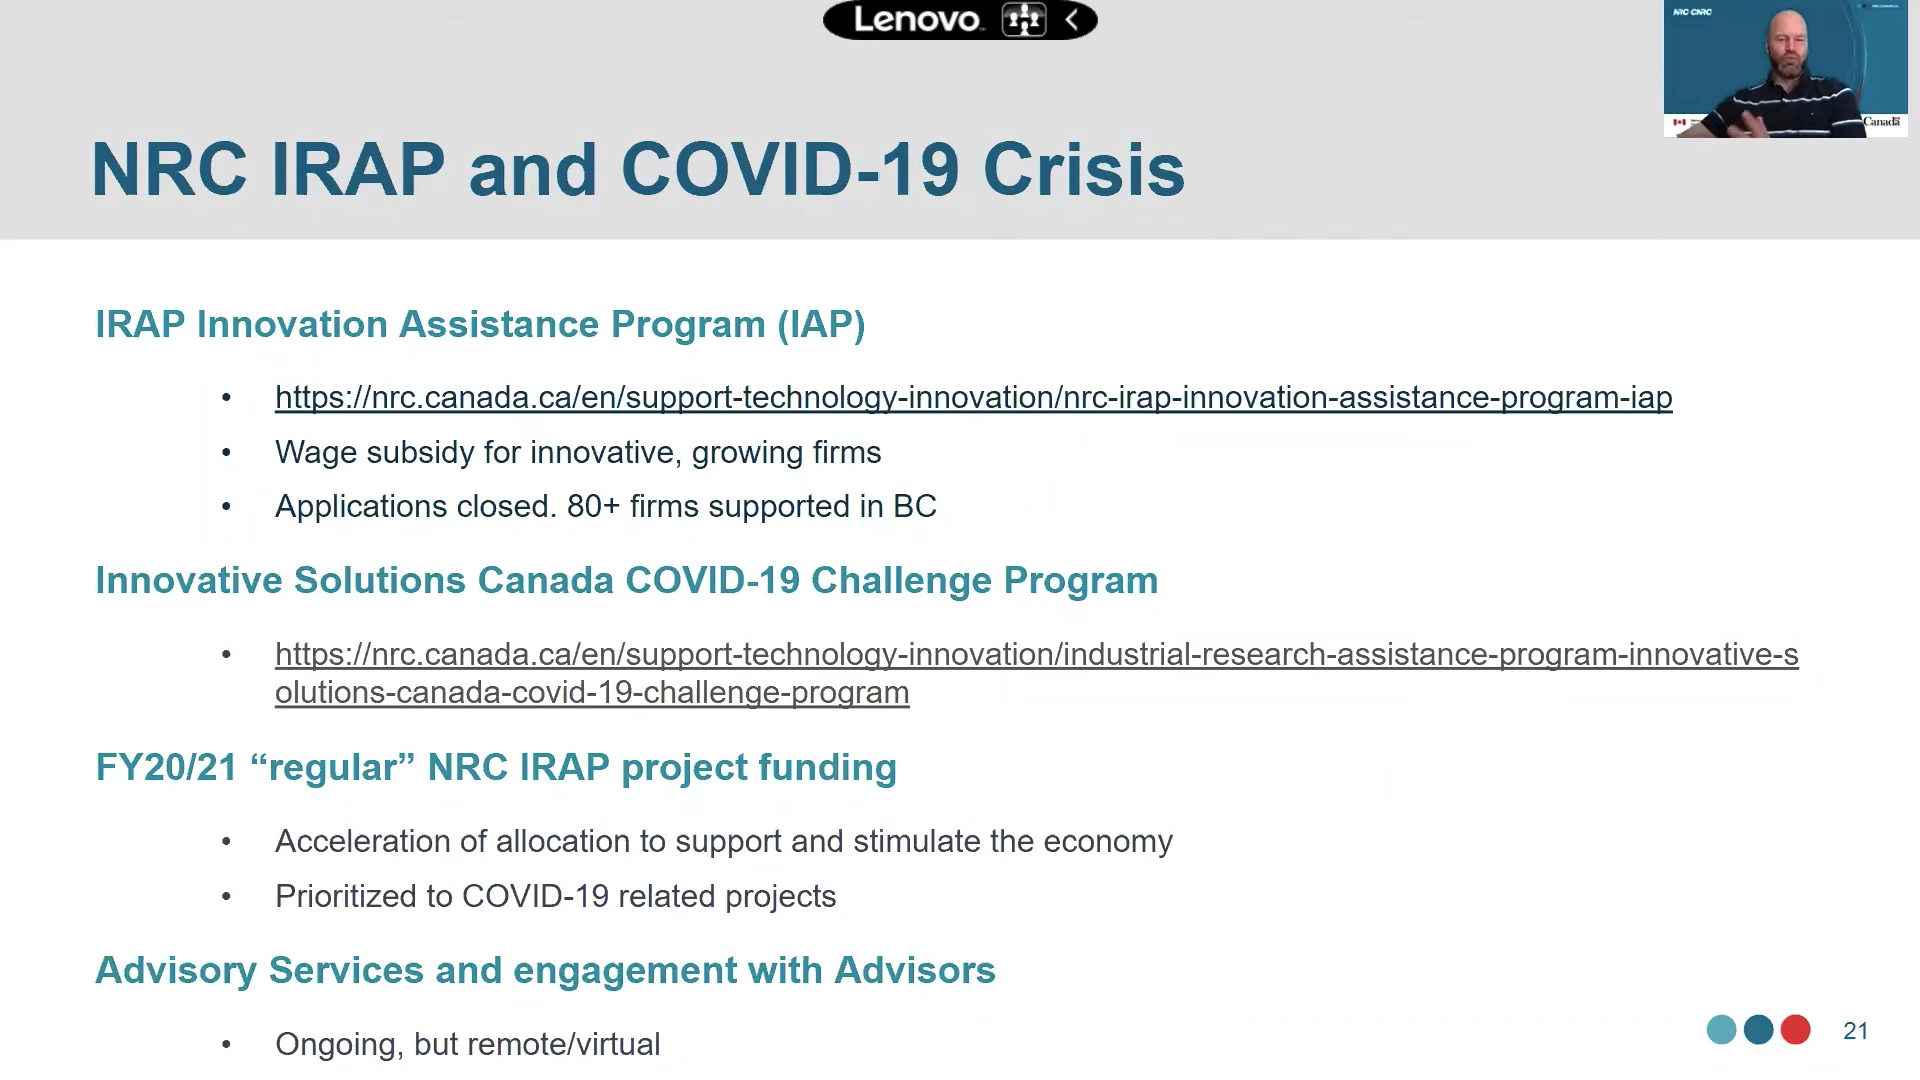 Lenovo
NRC CNRC
Canada
NRC IRAP and COVID-19 Crisis
IRAP Innovation Assistance Program (IAP)
• https://nrc.canada.ca/en/support-technology-innovation/nrc-irap-innovation-assistance-program-iap
• Wage subsidy for innovative, growing firms
• Applications closed. 80+ firms supported in BC
Innovative Solutions Canada COVID-19 Challenge Program
• https://nrc.canada.ca/en/support-technology-innovation/industrial-research-assistance-program-innovative-s
olutions-canada-covid-19-challenge-program
FY20/21 “regular” NRC IRAP project funding
• Acceleration of allocation to support and stimulate the economy
• Prioritized to COVID-19 related projects
Advisory Services and engagement with Advisors
• Ongoing, but remote/virtual
21